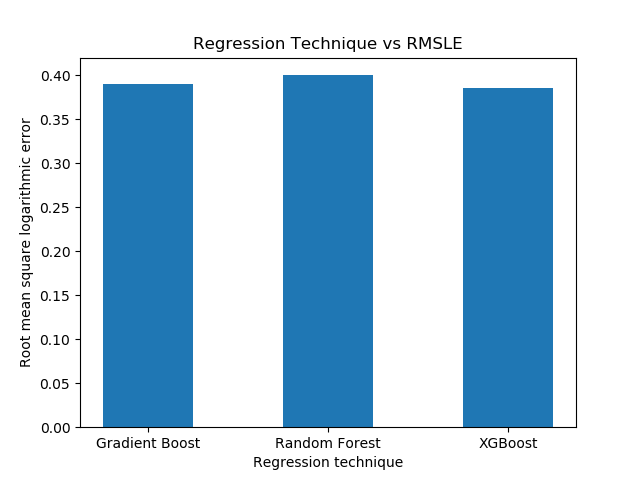 Regression Technique vs RMSLE
Root mean square logarithmic error
0.40
0.35
0.30
0.25
0.20
0.15
0.10
0.05
0.00
Gradient Boost Random Forest XGBoost
Regression technique